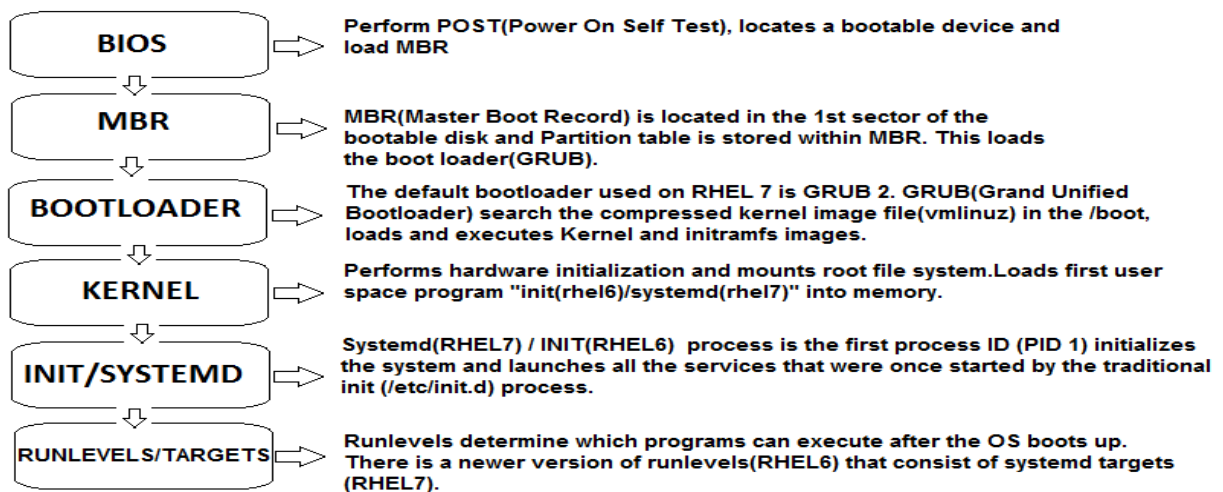 BIOS
Perform POST(Power On Self Test), locates a bootable device and
load MBR
MBR
MBR(Master Boot Record) is located in the 1st sector of the
bootable disk and Partition table is stored within MBR. This loads
the boot loader(GRUB).
BOOTLOADER
The default bootloader used on RHEL 7 is GRUB 2. GRUB(Grand Unified
Bootloader) search the compressed kernel image file(vmlinuz) in the /boot,
loads and executes Kernel and initramfs images.
KERNEL
Performs hardware initialization and mounts root file system.Loads first user
space program "init(rhel6)/systemd(rhel7)" into memory.
INIT/SYSTEMD
Systemd(RHEL7) / INIT(RHEL6) process is the first process ID (PID 1) initializes
the system and launches all the services that were once started by the traditional
init (/etc/init.d) process.
RUNLEVELS/TARGETS
Runlevels determine which programs can execute after the OS boots up.
There is a newer version of runlevels(RHEL6) that consist of systemd targets
(RHEL7).